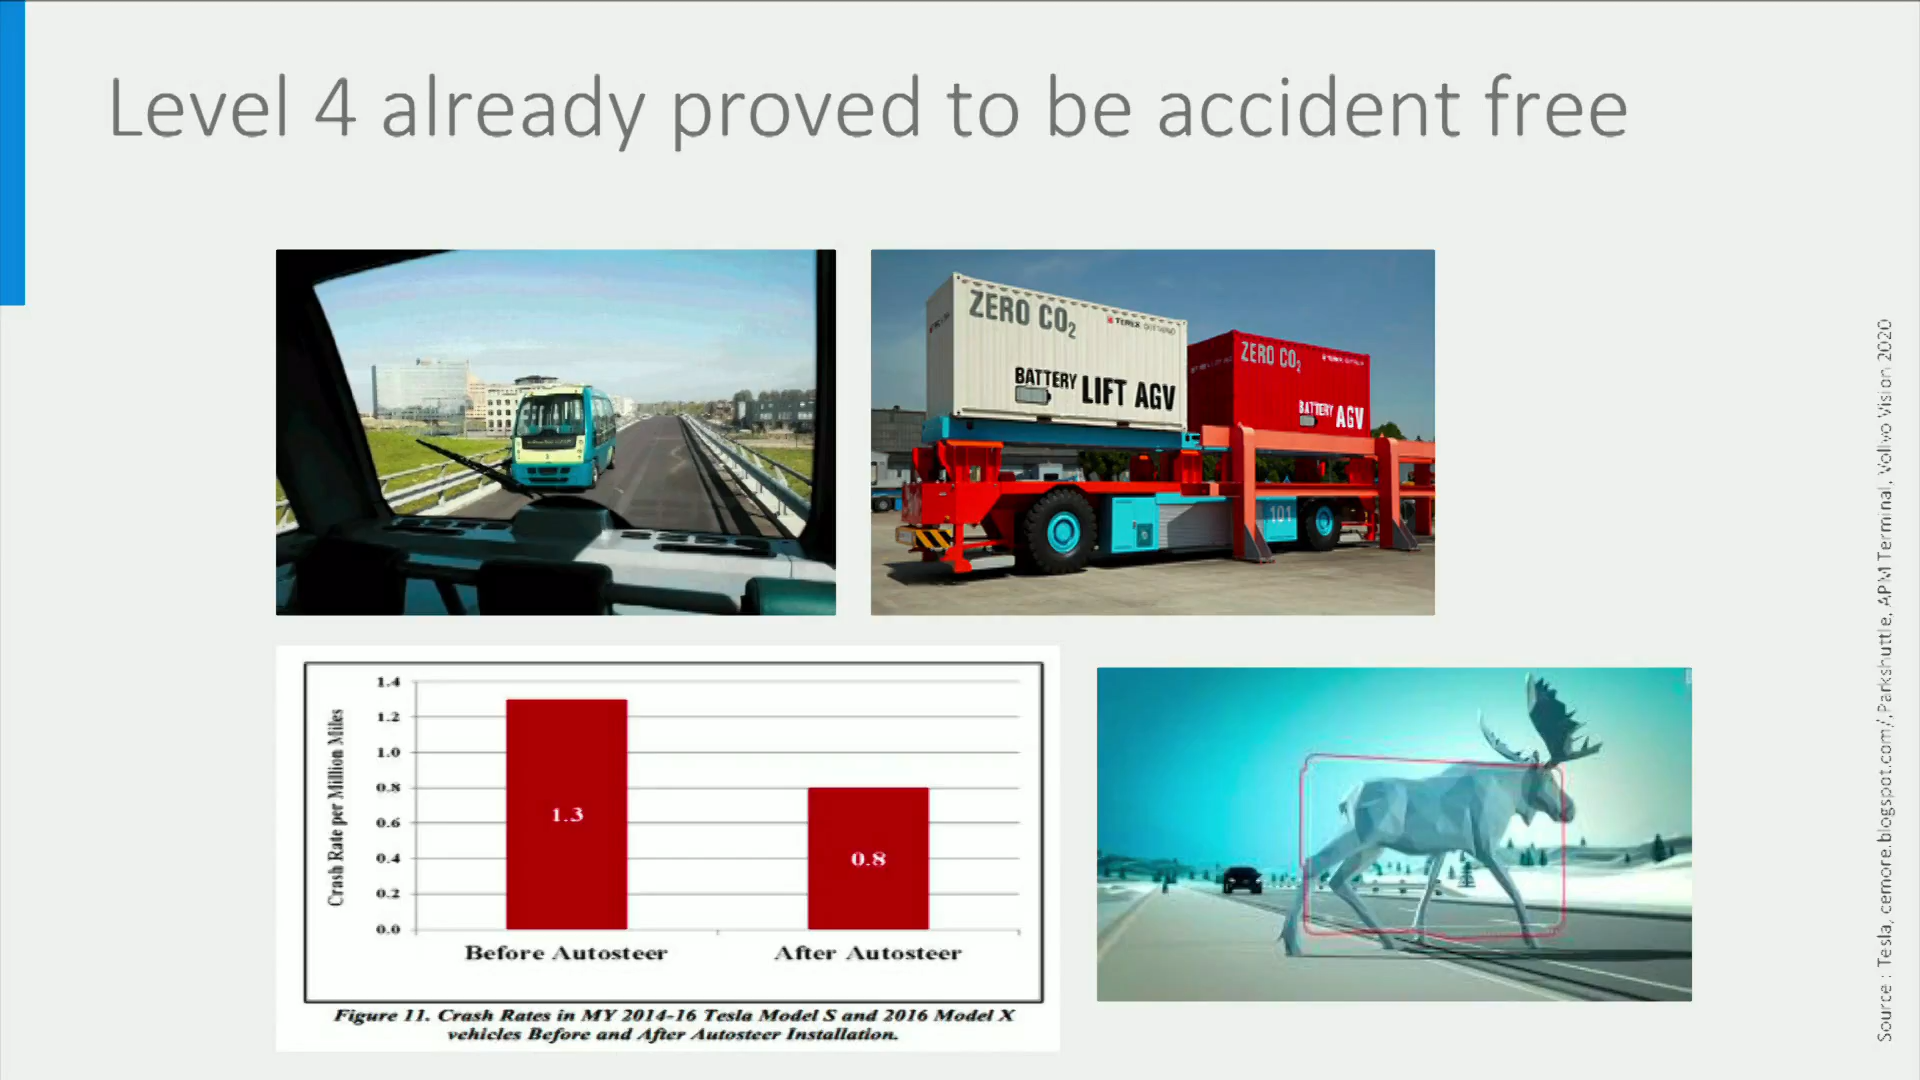 Level 4 already proved to be accident free
ZERO CO₂
BATTERY LIFT AGV
ZERO CO₂
BATTERY AGV
101
1.4
1.2
1.0
0.8
0.6
0.4
0.2
0.0
Crash Rate per Million Miles
1.3
0.8
Before Autosteer
After Autosteer
Figure 11. Crash Rates in MY 2014-16 Tesla Model S and 2016 Model X
vehicles Before and After Autosteer Installation.
Source : Tesla, cemore.blogspot.com/,Parkshuttle, APM Terminal, Vollvo Vision 2020